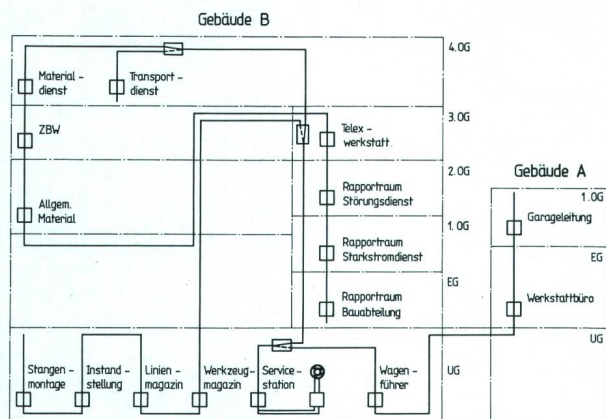 Gebäude B
4.OG
Material-
dienst
Transport-
dienst
ZBW
Telex-
werkstatt
3.OG
2.OG
Allgem.
Material
Rapportraum
Störungsdienst
1.OG
Rapportraum
Starkstromdienst
EG
Rapportraum
Bauabteilung
Gebäude A
1.OG
Garageleitung
EG
Werkstattbüro
UG
Stangen-
montage
Instand-
stellung
Linien-
magazin
Werkzeug-
magazin
Service-
station
Wagen-
führer
UG